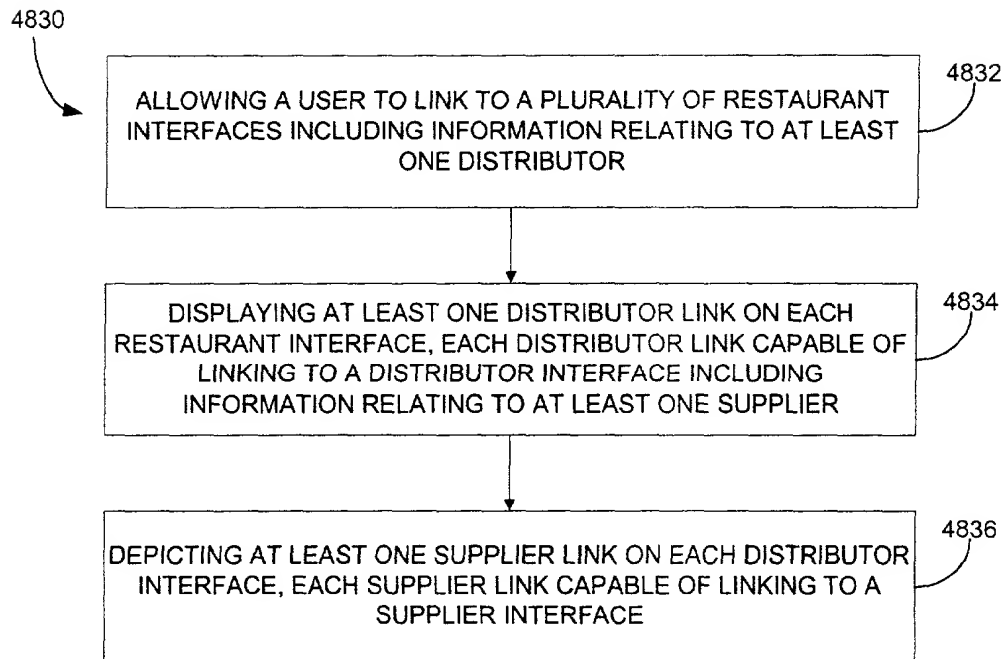 4830
4832
ALLOWING A USER TO LINK TO A PLURALITY OF RESTAURANT
INTERFACES INCLUDING INFORMATION RELATING TO AT LEAST
ONE DISTRIBUTOR
4834
DISPLAYING AT LEAST ONE DISTRIBUTOR LINK ON EACH
RESTAURANT INTERFACE, EACH DISTRIBUTOR LINK CAPABLE OF
LINKING TO A DISTRIBUTOR INTERFACE INCLUDING
INFORMATION RELATING TO AT LEAST ONE SUPPLIER
4836
DEPICTING AT LEAST ONE SUPPLIER LINK ON EACH DISTRIBUTOR
INTERFACE, EACH SUPPLIER LINK CAPABLE OF LINKING TO A
SUPPLIER INTERFACE